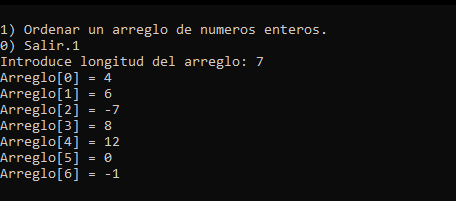 1) Ordenar un arreglo de numeros enteros.
0) Salir.1
Introduce longitud del arreglo: 7
Arreglo[0] = 4
Arreglo[1] = 6
Arreglo[2] = -7
Arreglo[3] = 8
Arreglo[4] = 12
Arreglo[5] = 0
Arreglo[6] = -1